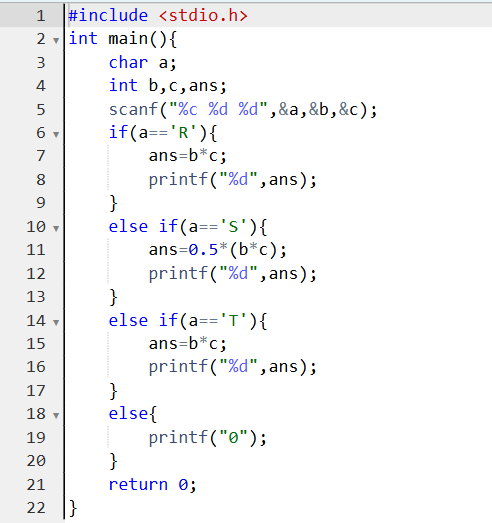 1 #include <stdio.h>
2 int main(){
3     char a;
4     int b,c,ans;
5     scanf("%c %d %d",&a,&b,&c);
6     if(a=='R'){
7         ans=b*c;
8         printf("%d",ans);
9     }
10     else if(a=='S'){
11         ans=0.5*(b*c);
12         printf("%d",ans);
13     }
14     else if(a=='T'){
15         ans=b*c;
16         printf("%d",ans);
17     }
18     else{
19         printf("0");
20     }
21     return 0;
22 }